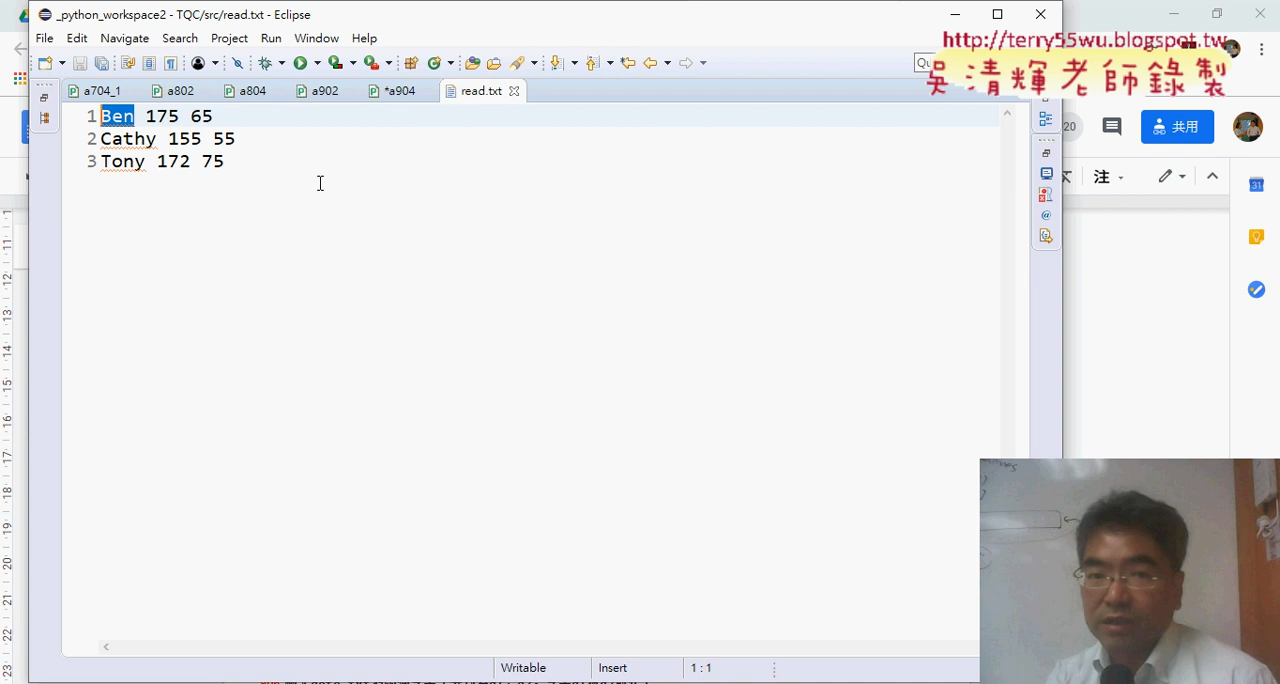 _python_workspace2 - TQC/src/read.txt - Eclipse
http://terry55wu.blogspot.tw
吳清輝老師錄製
File Edit Navigate Search Project Run Window Help
a704_1 a802 a804 a902 *a904 read.txt
1 Ben 175 65
2 Cathy 155 55
3 Tony 172 75
20
共用
注
31
Writable Insert 1 : 1